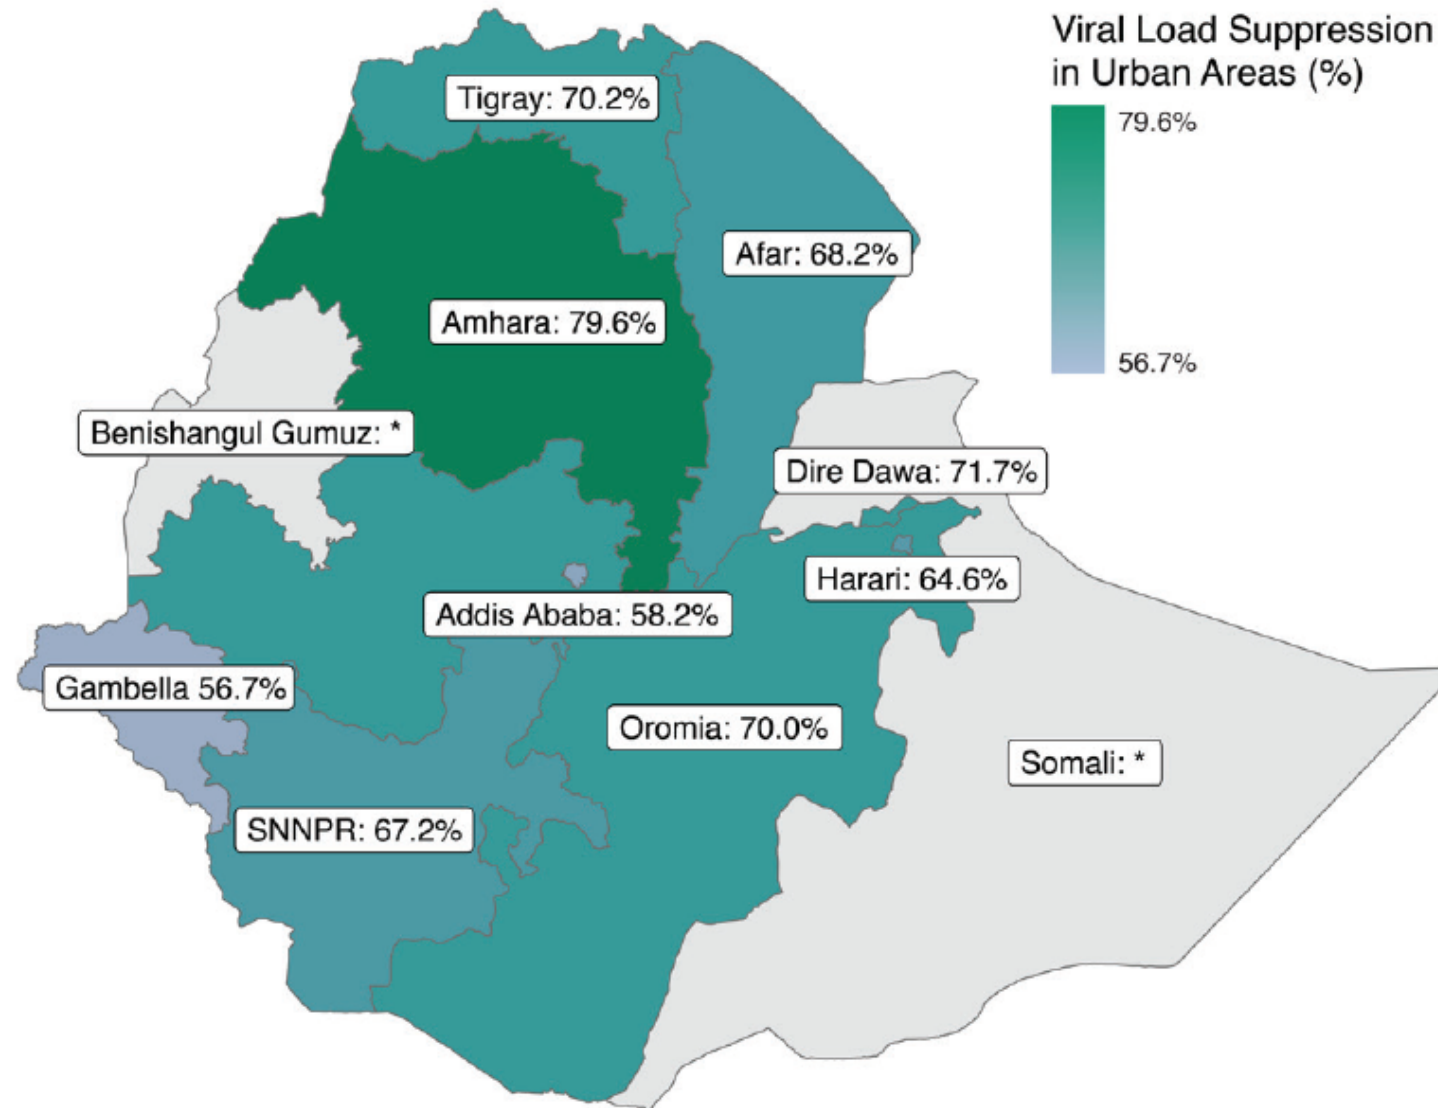 Viral Load Suppression
in Urban Areas (%)
79.6%
56.7%
Tigray: 70.2%
Afar: 68.2%
Amhara: 79.6%
Benishangul Gumuz: *
Dire Dawa: 71.7%
Harari: 64.6%
Addis Ababa: 58.2%
Gambella 56.7%
Oromia: 70.0%
Somali: *
SNNPR: 67.2%